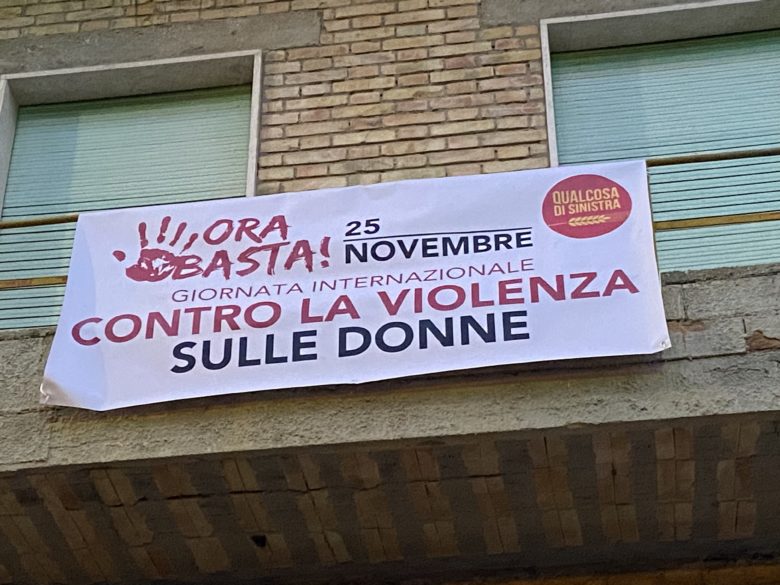 ORA
BASTA!
25
NOVEMBRE
GIORNATA INTERNAZIONALE
CONTRO LA VIOLENZA
SULLE DONNE
QUALCOSA
DI SINISTRA